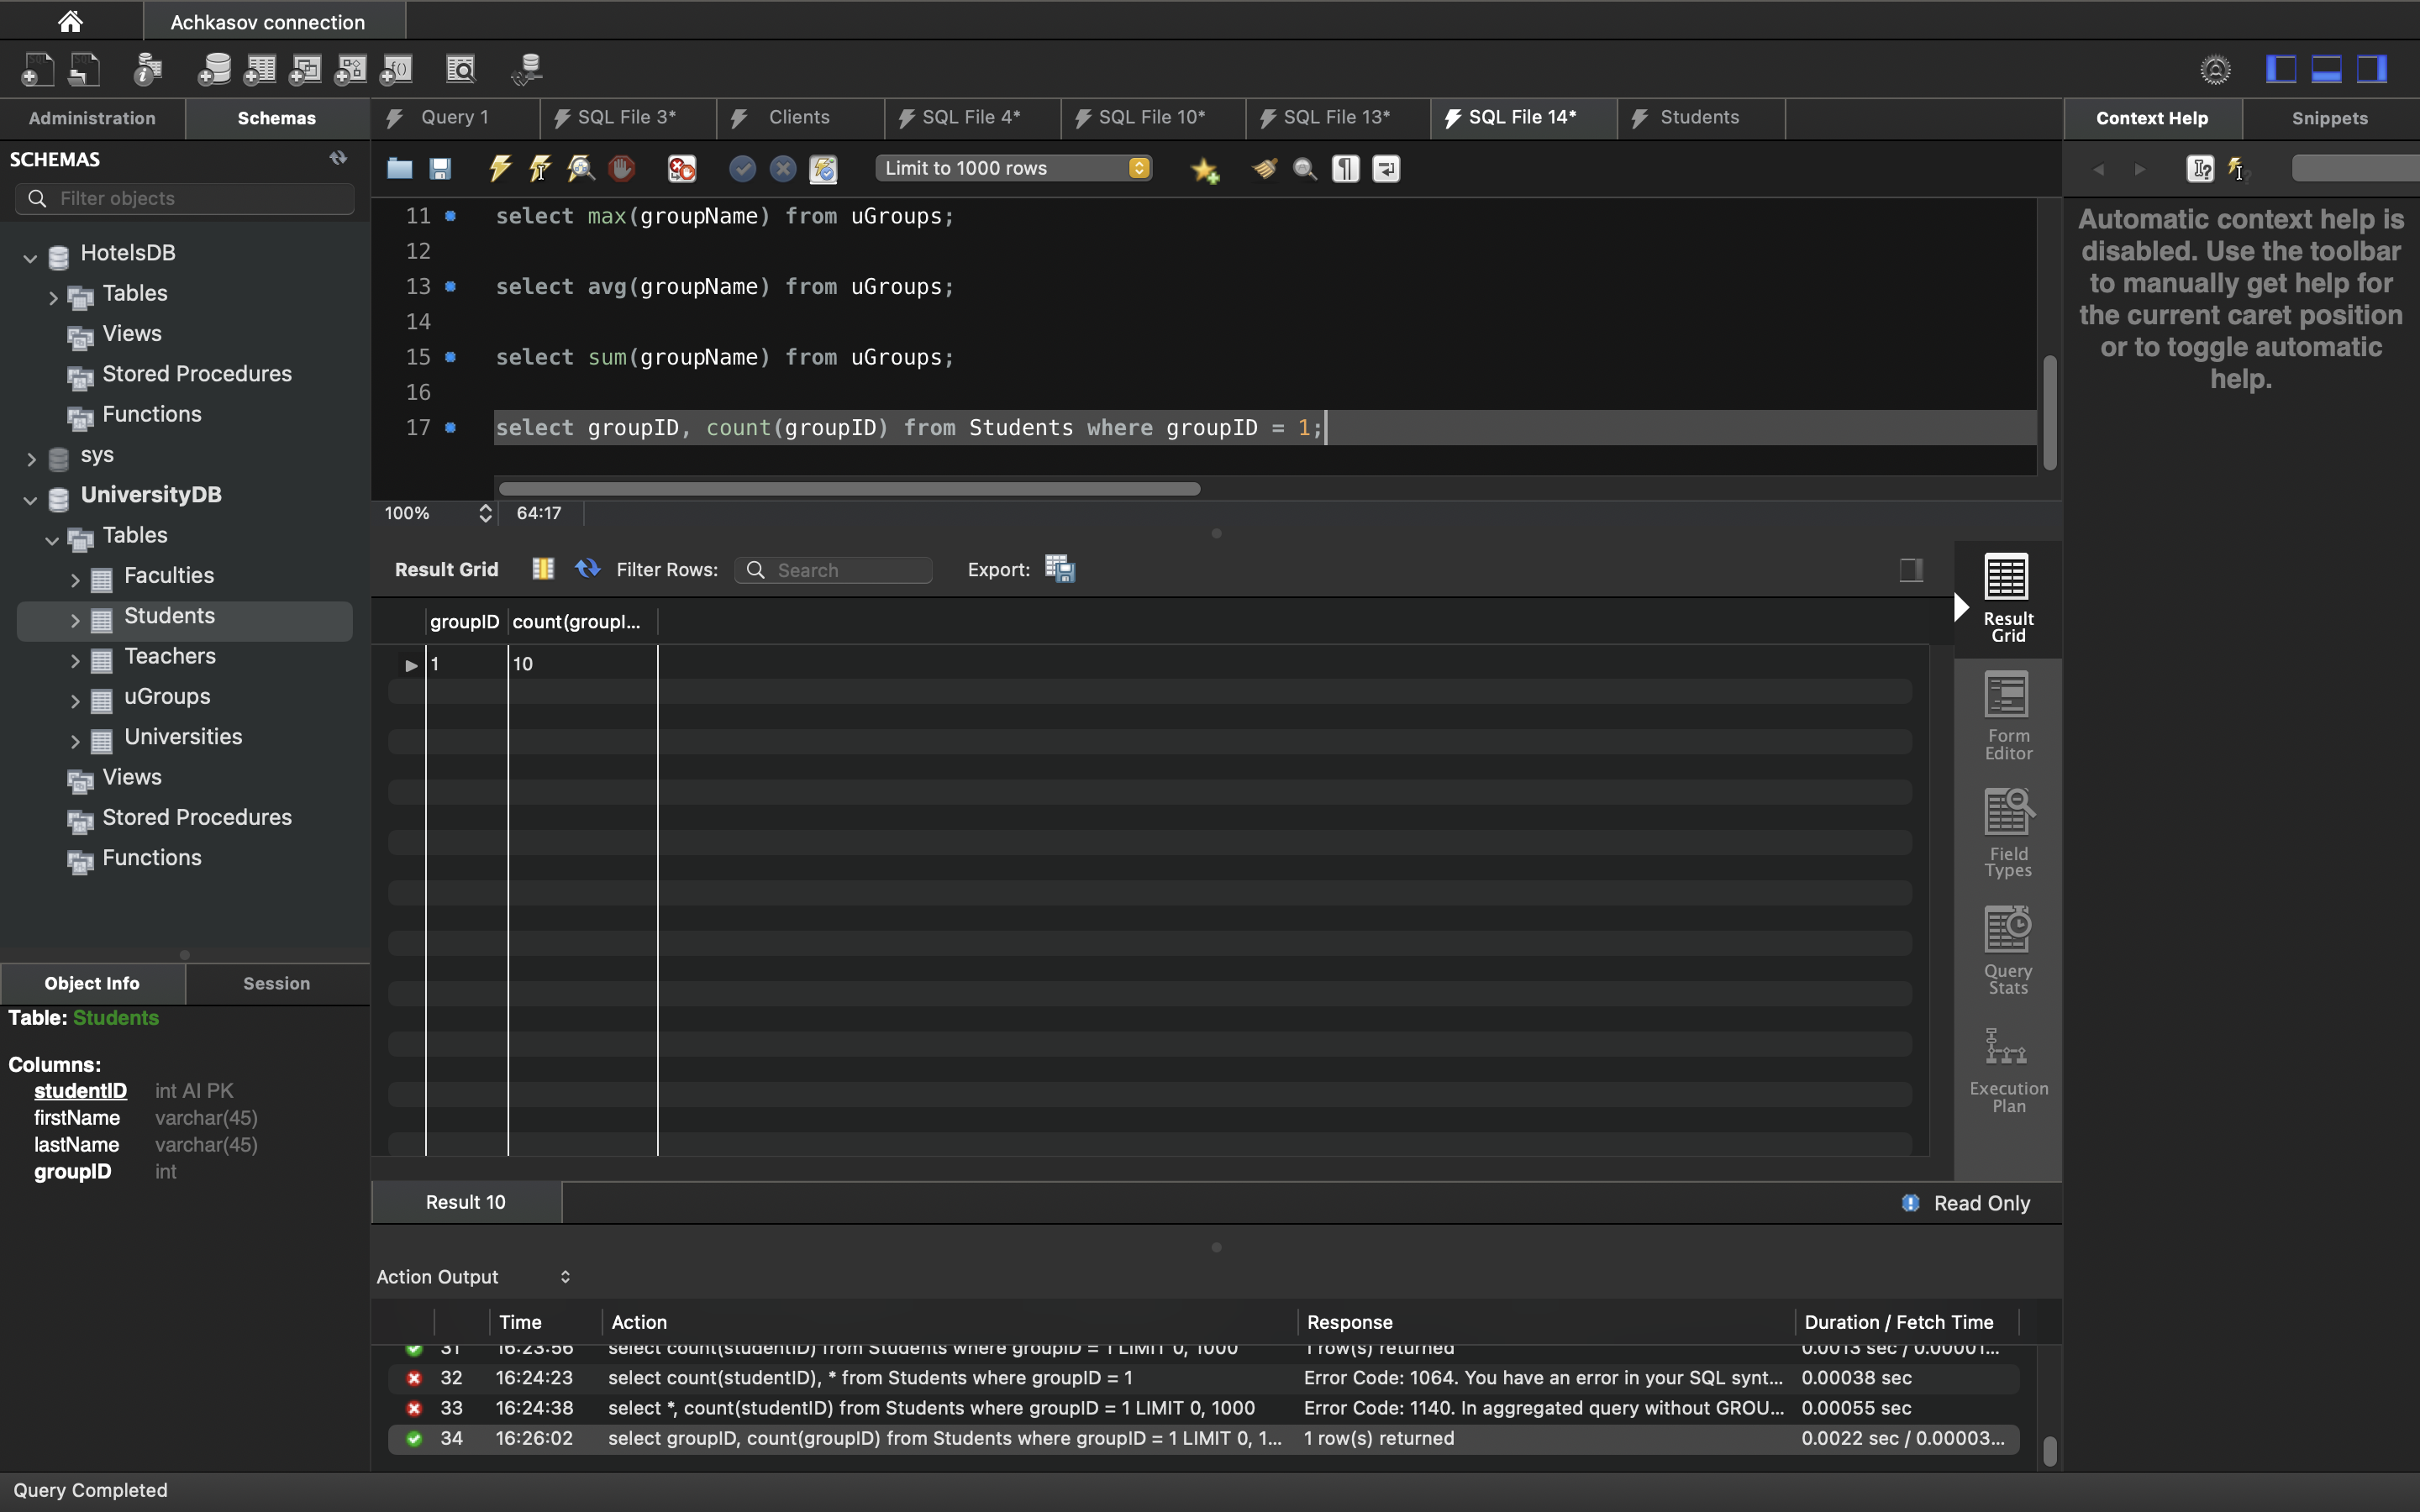 Achkasov connection
Administration
Schemas
Query 1
SQL File 3*
Clients
SQL File 4*
SQL File 10*
SQL File 13*
SQL File 14*
Students
Context Help
Snippets
SCHEMAS
Filter objects
Limit to 1000 rows
HotelsDB
Tables
Views
Stored Procedures
Functions
sys
UniversityDB
Tables
Faculties
Students
Teachers
uGroups
Universities
Views
Stored Procedures
Functions
11 select max(groupName) from uGroups;
12
13 select avg(groupName) from uGroups;
14
15 select sum(groupName) from uGroups;
16
17 select groupID, count(groupID) from Students where groupID = 1;
100% 64:17
Automatic context help is
disabled. Use the toolbar
to manually get help for
the current caret position
or to toggle automatic
help.
Result Grid Filter Rows: Search Export:
groupID count(groupI...
1 10
Result
Grid
Form
Editor
Field
Types
Query
Stats
Execution
Plan
Object Info
Session
Table: Students
Columns:
studentID int AI PK
firstName varchar(45)
lastName varchar(45)
groupID int
Result 10
Read Only
Action Output
Time Action Response Duration / Fetch Time
31 16:23:56 select count(studentID) from Students where groupID = 1 LIMIT 0, 1000 1 row(s) returned 0.0013 sec / 0.00001...
32 16:24:23 select count(studentID), * from Students where groupID = 1 Error Code: 1064. You have an error in your SQL synt... 0.00038 sec
33 16:24:38 select *, count(studentID) from Students where groupID = 1 LIMIT 0, 1000 Error Code: 1140. In aggregated query without GROU... 0.00055 sec
34 16:26:02 select groupID, count(groupID) from Students where groupID = 1 LIMIT 0, 1... 1 row(s) returned 0.0022 sec / 0.00003...
Query Completed